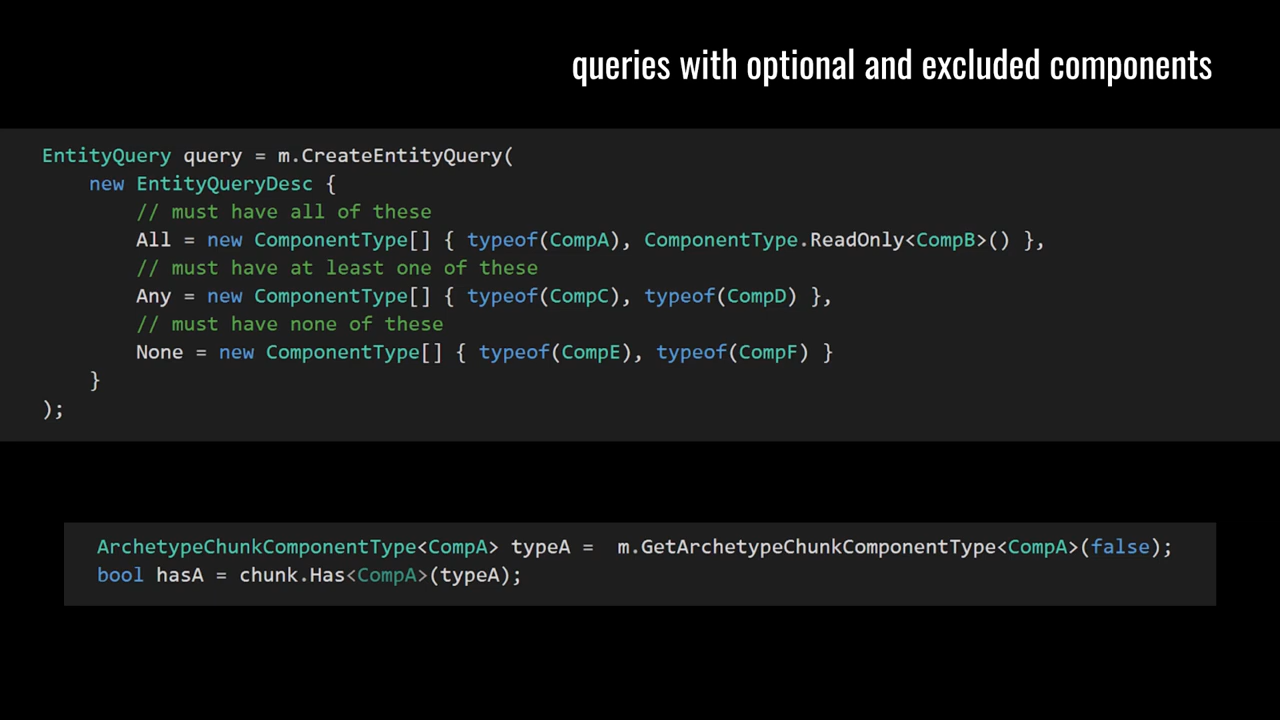 queries with optional and excluded components
EntityQuery query = m.CreateEntityQuery(
    new EntityQueryDesc {
        // must have all of these
        All = new ComponentType[] { typeof(CompA), ComponentType.ReadOnly<CompB>() },
        // must have at least one of these
        Any = new ComponentType[] { typeof(CompC), typeof(CompD) },
        // must have none of these
        None = new ComponentType[] { typeof(CompE), typeof(CompF) }
    }
);
ArchetypeChunkComponentType<CompA> typeA =  m.GetArchetypeChunkComponentType<CompA>(false);
bool hasA = chunk.Has<CompA>(typeA);